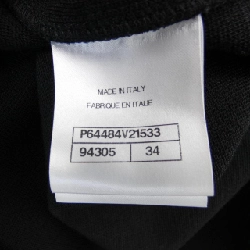 MADE IN ITALY
FABRIQUE EN ITALIE
P64484V21533
94305 34